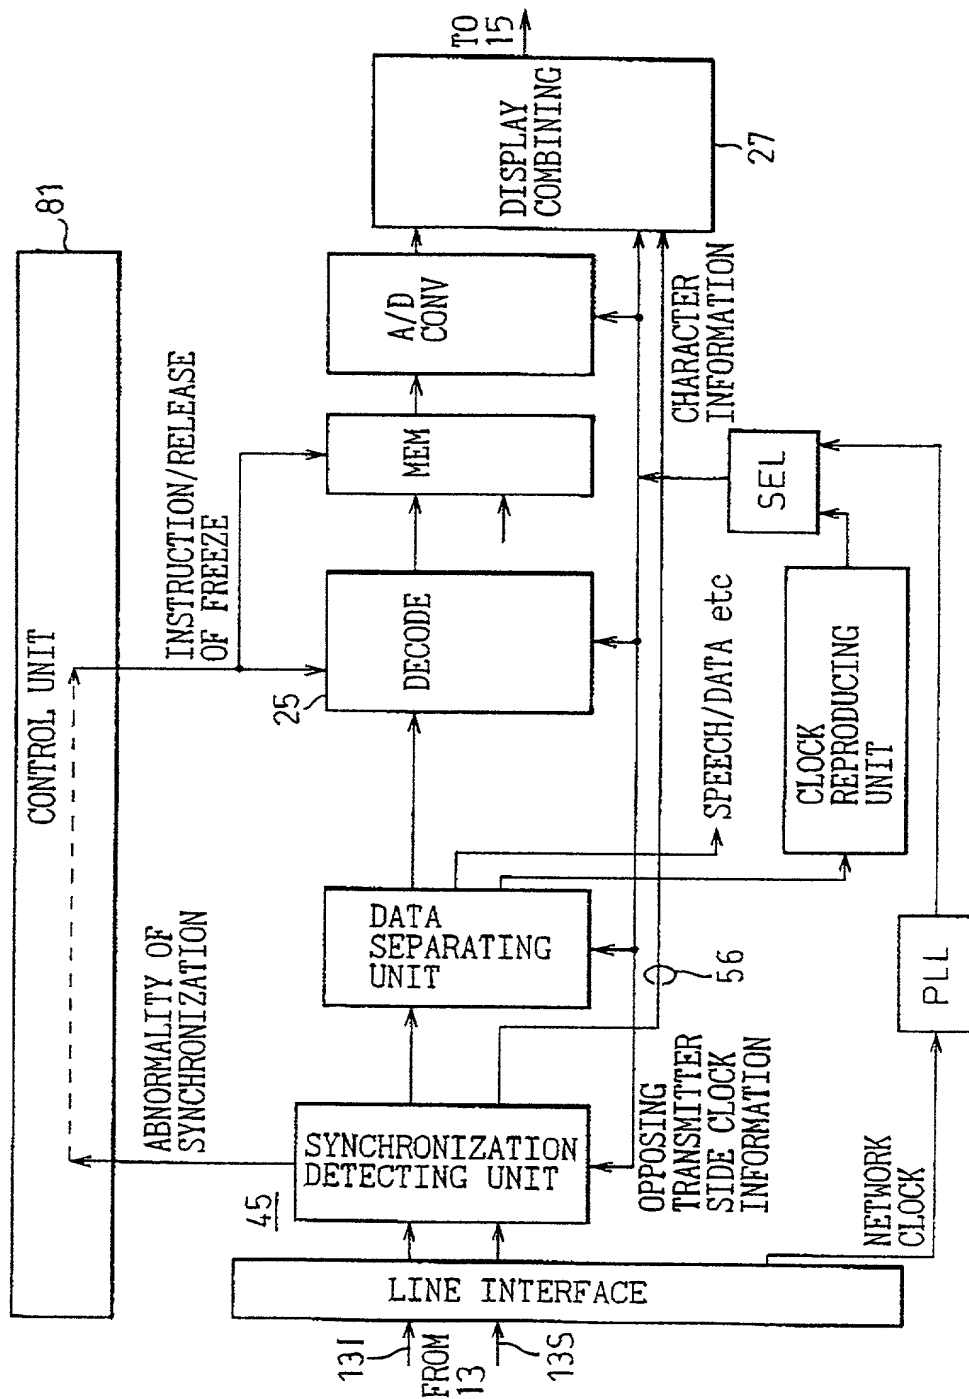 81
CONTROL UNIT
ABNORMALITY OF
SYNCHRONIZATION
INSTRUCTION/RELEASE
OF FREEZE
45
25
13I
FROM
13
13S
LINE INTERFACE
SYNCHRONIZATION
DETECTING UNIT
DATA
SEPARATING
UNIT
DECODE
MEM
A/D
CONV
DISPLAY
COMBINING
TO
15
27
OPPOSING
TRANSMITTER
SIDE CLOCK
INFORMATION
56
SPEECH/DATA etc
CHARACTER
INFORMATION
CLOCK
REPRODUCING
UNIT
SEL
NETWORK
CLOCK
PLL